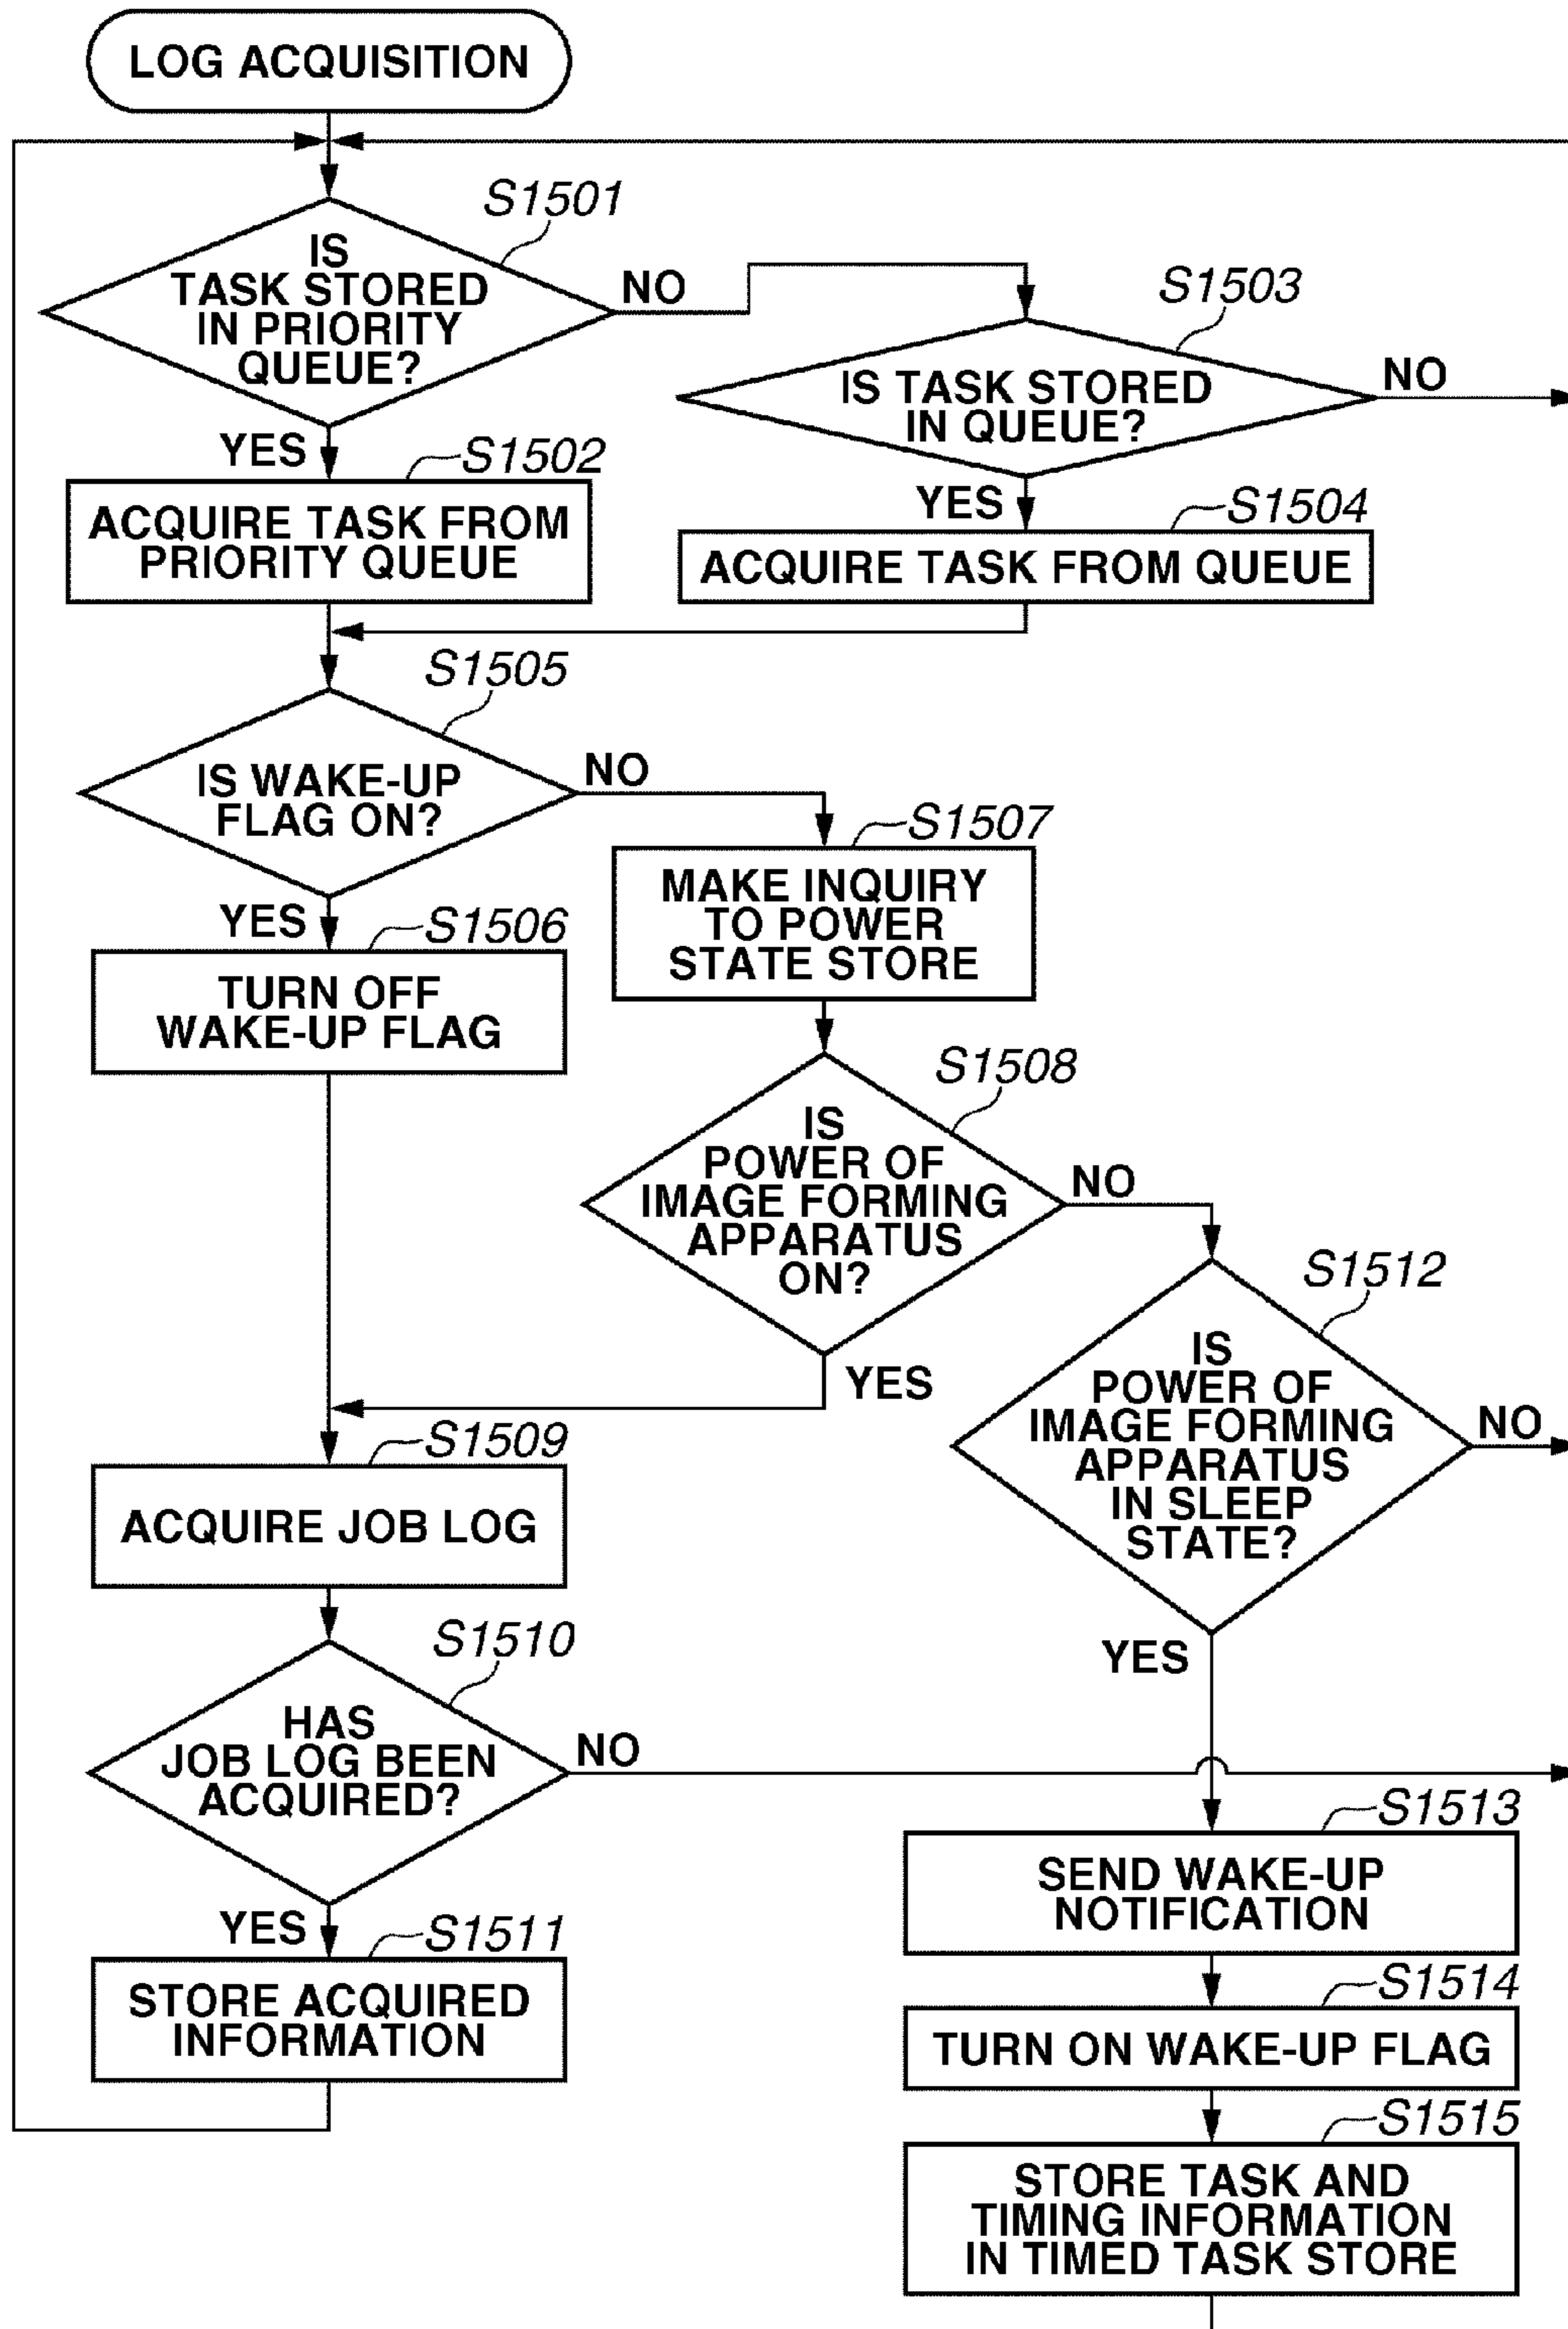 LOG ACQUISITION
S1501
IS
TASK STORED
IN PRIORITY
QUEUE?
NO
YES
S1503
IS TASK STORED
IN QUEUE?
NO
YES
S1502
ACQUIRE TASK FROM
PRIORITY QUEUE
S1504
ACQUIRE TASK FROM QUEUE
S1505
IS WAKE-UP
FLAG ON?
NO
YES
S1506
TURN OFF
WAKE-UP FLAG
S1507
MAKE INQUIRY
TO POWER
STATE STORE
S1508
IS
POWER OF
IMAGE FORMING
APPARATUS
ON?
NO
YES
S1512
IS
POWER OF
IMAGE FORMING
APPARATUS
IN SLEEP
STATE?
NO
YES
S1509
ACQUIRE JOB LOG
S1510
HAS
JOB LOG BEEN
ACQUIRED?
NO
YES
S1511
STORE ACQUIRED
INFORMATION
S1513
SEND WAKE-UP
NOTIFICATION
S1514
TURN ON WAKE-UP FLAG
S1515
STORE TASK AND
TIMING INFORMATION
IN TIMED TASK STORE